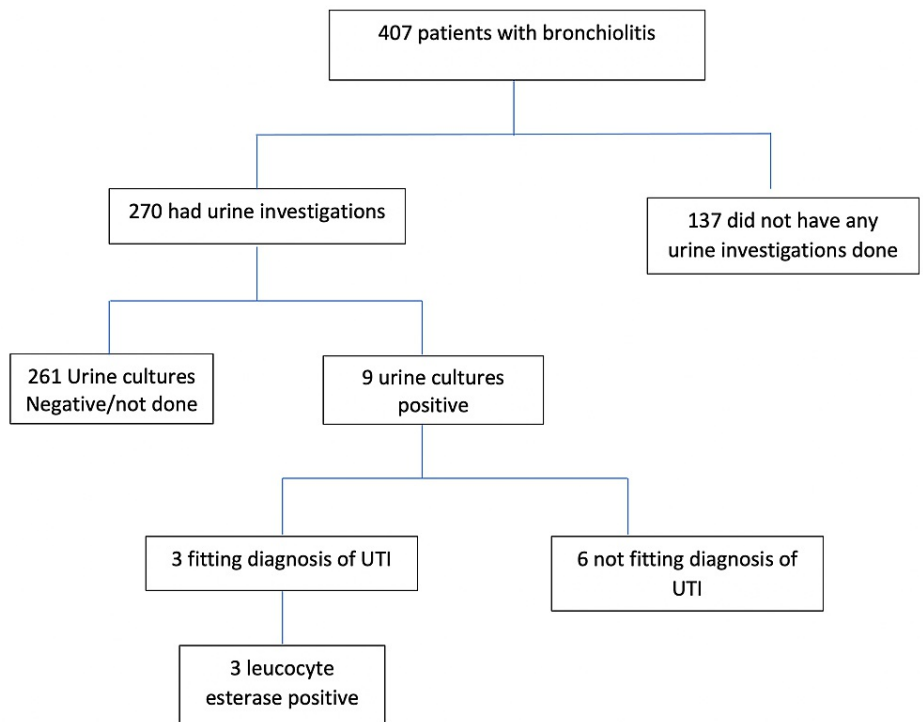 407 patients with bronchiolitis
270 had urine investigations
137 did not have any
urine investigations done
261 Urine cultures
Negative/not done
9 urine cultures
positive
3 fitting diagnosis of UTI
6 not fitting diagnosis of
UTI
3 leucocyte
esterase positive